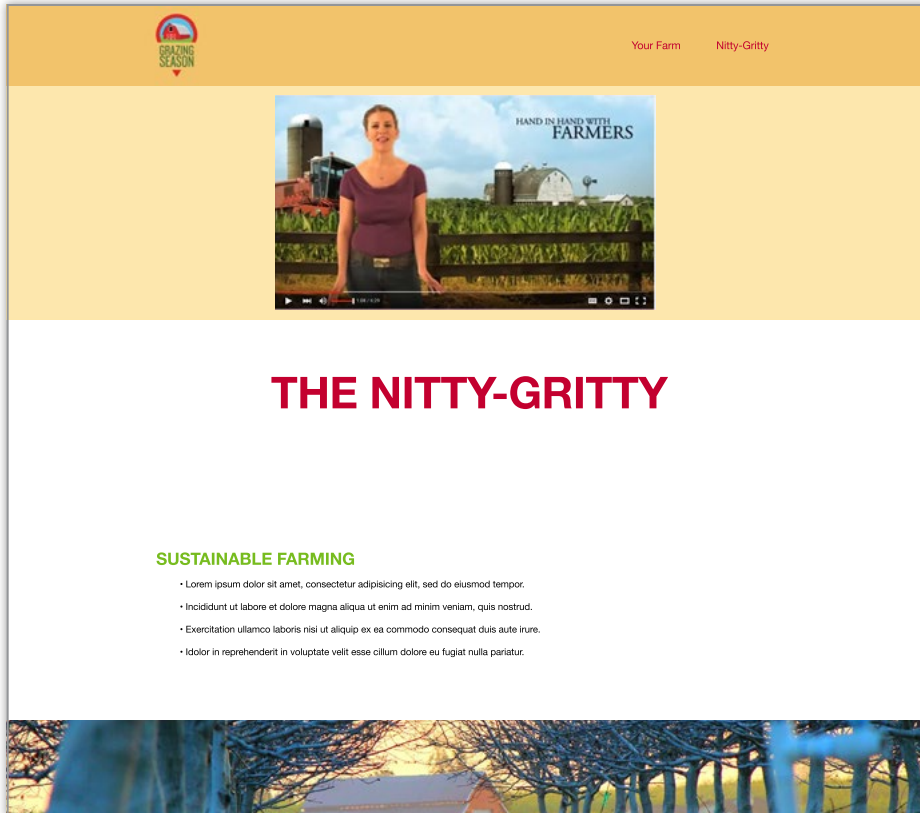 GRAZING
SEASON
Your Farm Nitty-Gritty
HAND IN HAND WITH
FARMERS
THE NITTY-GRITTY
SUSTAINABLE FARMING
• Lorem ipsum dolor sit amet, consectetur adipisicing elit, sed do eiusmod tempor.
• Incididunt ut labore et dolore magna aliqua ut enim ad minim veniam, quis nostrud.
• Exercitation ullamco laboris nisi ut aliquip ex ea commodo consequat duis aute irure.
• Idolor in reprehenderit in voluptate velit esse cillum dolore eu fugiat nulla pariatur.